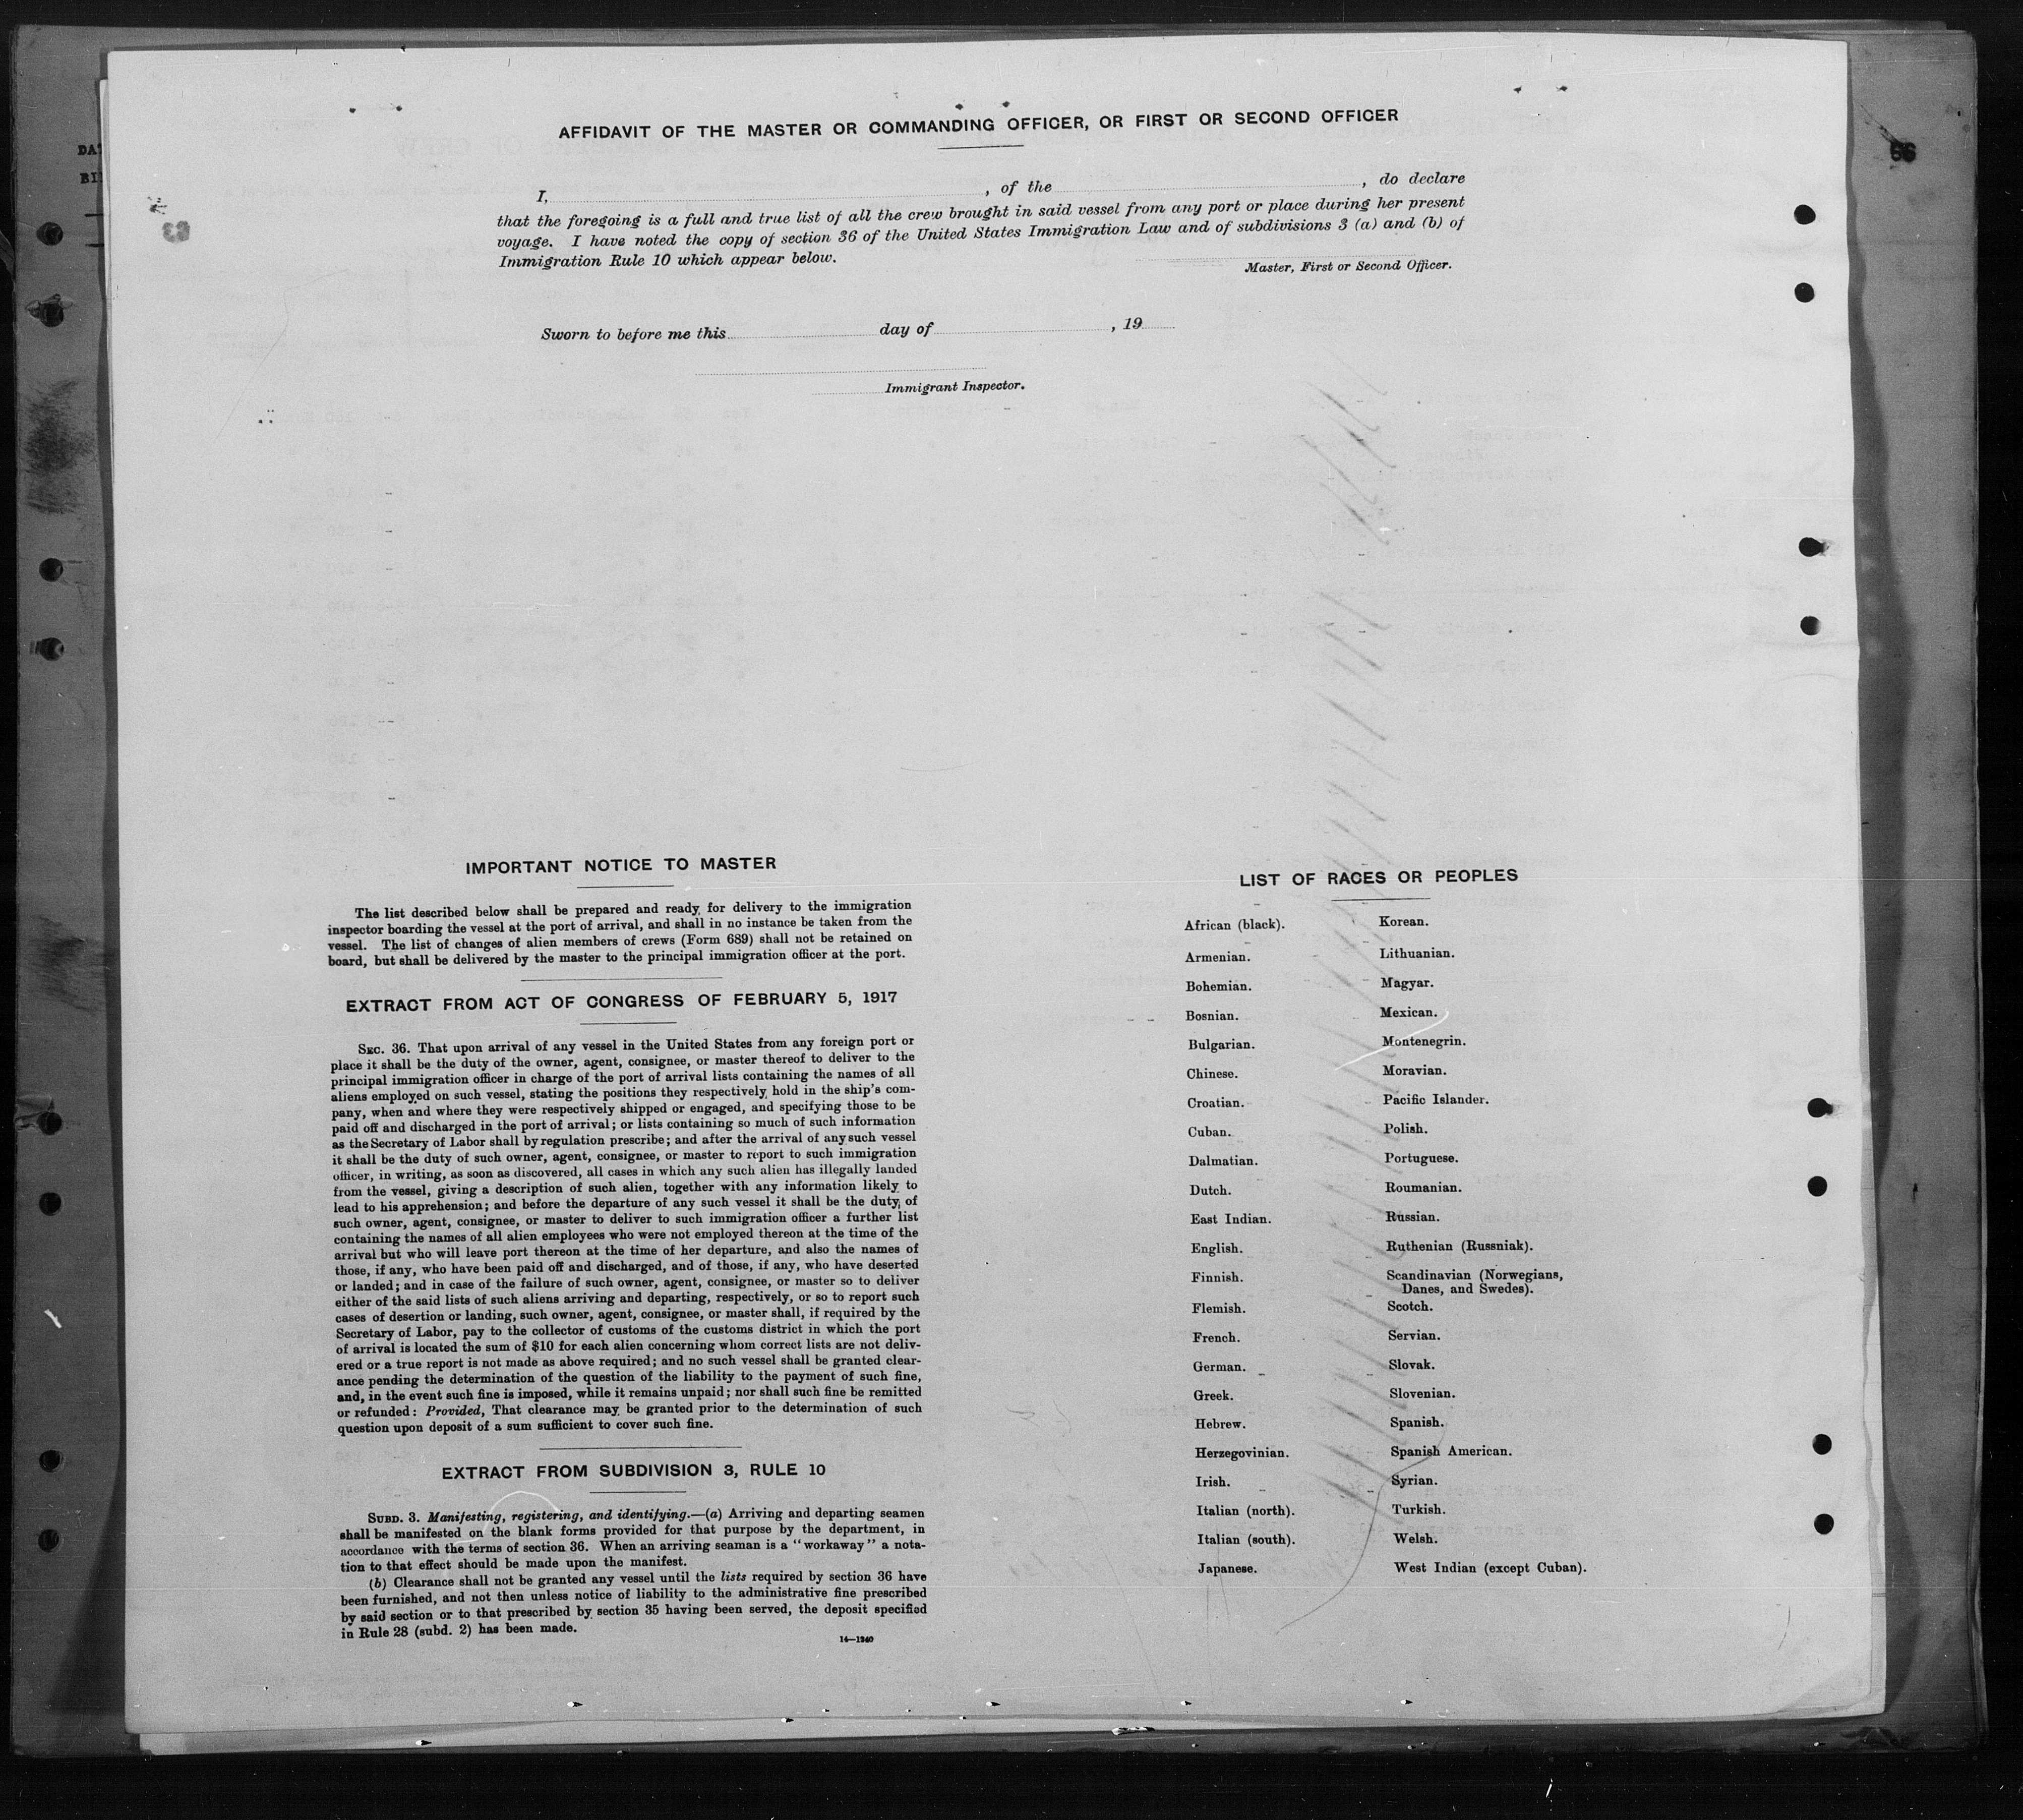 AFFIDAVIT OF THE MASTER OR COMMANDING OFFICER, OR FIRST OR SECOND OFFICER
I, , of the , do declare
that the foregoing is a full and true list of all the crew brought in said vessel from any port or place during her present
voyage. I have noted the copy of section 36 of the United States Immigration Law and of subdivisions 3 (a) and (b) of
Immigration Rule 10 which appear below.
Master, First or Second Officer.
Sworn to before me this day of , 19
Immigrant Inspector.
IMPORTANT NOTICE TO MASTER
The list described below shall be prepared and ready for delivery to the immigration
inspector boarding the vessel at the port of arrival, and shall in no instance be taken from the
vessel. The list of changes of alien members of crews (Form 689) shall not be retained on
board, but shall be delivered by the master to the principal immigration officer at the port.
EXTRACT FROM ACT OF CONGRESS OF FEBRUARY 5, 1917
SEC. 36. That upon arrival of any vessel in the United States from any foreign port or
place it shall be the duty of the owner, agent, consignee, or master thereof to deliver to the
principal immigration officer in charge of the port of arrival lists containing the names of all
aliens employed on such vessel, stating the positions they respectively hold in the ship's com-
pany, when and where they were respectively shipped or engaged, and specifying those to be
paid off and discharged in the port of arrival; or lists containing so much of such information
as the Secretary of Labor shall by regulation prescribe; and after the arrival of any such vessel
it shall be the duty of such owner, agent, consignee, or master to report to such immigration
officer, in writing, as soon as discovered, all cases in which any such alien has illegally landed
from the vessel, giving a description of such alien, together with any information likely to
lead to his apprehension; and before the departure of any such vessel it shall be the duty of
such owner, agent, consignee, or master to deliver to such immigration officer a further list
containing the names of all alien employees who were not employed thereon at the time of the
arrival but who will leave port thereon at the time of her departure, and also the names of
those, if any, who have been paid off and discharged, and of those, if any, who have deserted
or landed; and in case of the failure of such owner, agent, consignee, or master so to deliver
either of the said lists of such aliens arriving and departing, respectively, or so to report such
cases of desertion or landing, such owner, agent, consignee, or master shall, if required by the
Secretary of Labor, pay to the collector of customs of the customs district in which the port
of arrival is located the sum of $10 for each alien concerning whom correct lists are not deliv-
ered or a true report is not made as above required; and no such vessel shall be granted clear-
ance pending the determination of the question of the liability to the payment of such fine,
and, in the event such fine is imposed, while it remains unpaid; nor shall such fine be remitted
or refunded: Provided, That clearance may be granted prior to the determination of such
question upon deposit of a sum sufficient to cover such fine.
EXTRACT FROM SUBDIVISION 3, RULE 10
SUBD. 3. Manifesting, registering, and identifying.—(a) Arriving and departing seamen
shall be manifested on the blank forms provided for that purpose by the department, in
accordance with the terms of section 36. When an arriving seaman is a "workaway" a nota-
tion to that effect should be made upon the manifest.
(b) Clearance shall not be granted any vessel until the lists required by section 36 have
been furnished, and not then unless notice of liability to the administrative fine prescribed
by said section or to that prescribed by section 35 having been served, the deposit specified
in Rule 28 (subd. 2) has been made.
14—1240
LIST OF RACES OR PEOPLES
African (black).
Armenian.
Bohemian.
Bosnian.
Bulgarian.
Chinese.
Croatian.
Cuban.
Dalmatian.
Dutch.
East Indian.
English.
Finnish.
Flemish.
French.
German.
Greek.
Hebrew.
Herzegovinian.
Irish.
Italian (north).
Italian (south).
Japanese.
Korean.
Lithuanian.
Magyar.
Mexican.
Montenegrin.
Moravian.
Pacific Islander.
Polish.
Portuguese.
Roumanian.
Russian.
Ruthenian (Russniak).
Scandinavian (Norwegians,
Danes, and Swedes).
Scotch.
Servian.
Slovak.
Slovenian.
Spanish.
Spanish American.
Syrian.
Turkish.
Welsh.
West Indian (except Cuban).